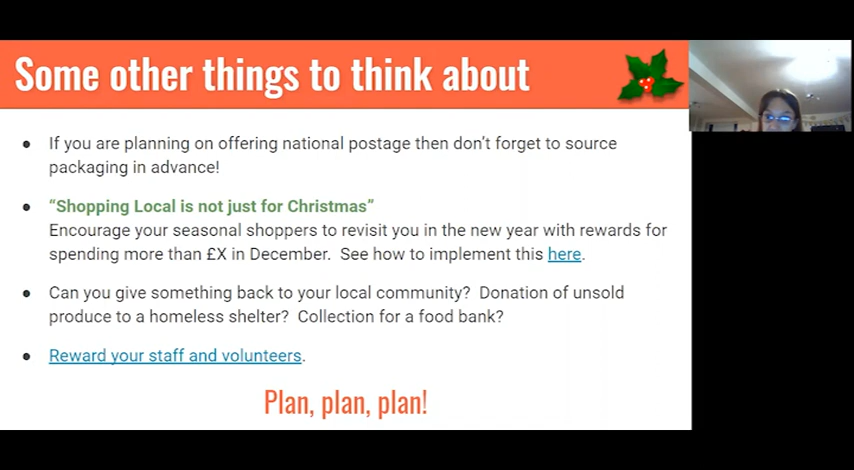 Some other things to think about
● If you are planning on offering national postage then don't forget to source
packaging in advance!
● “Shopping Local is not just for Christmas”
Encourage your seasonal shoppers to revisit you in the new year with rewards for
spending more than £X in December.  See how to implement this here.
● Can you give something back to your local community?  Donation of unsold
produce to a homeless shelter?  Collection for a food bank?
● Reward your staff and volunteers.
Plan, plan, plan!